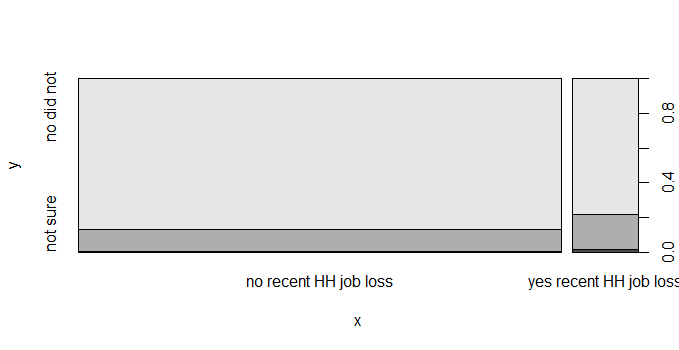 no did not
not sure
y
0.8
0.4
0.0
no recent HH job loss
yes recent HH job loss
x